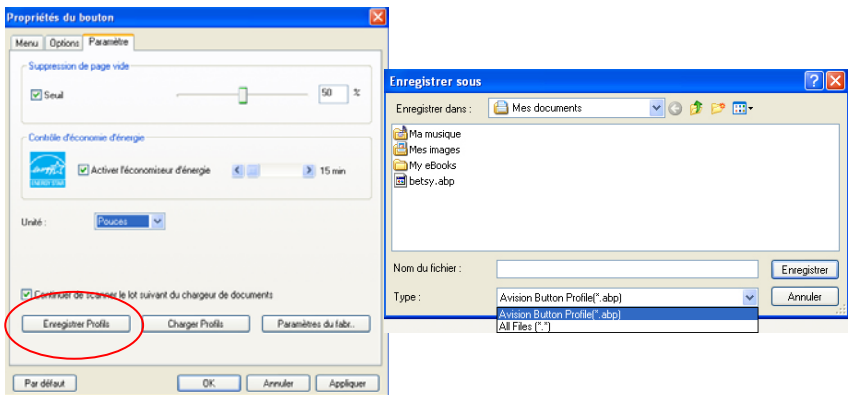 Propriétés du bouton
Menu Options Paramètre
Suppression de page vide
Seuil 50 %
Contrôle d'économie d'énergie
ENERGY STAR
Activer l'économiseur d'énergie 15 min
Unité : Pouces
Continuer de scanner le lot suivant du chargeur de documents
Enregistrer Profils Charger Profils Paramètres du fabr..
Par défaut OK Annuler Appliquer
Enregistrer sous
Enregistrer dans : Mes documents
Ma musique
Mes images
My eBooks
betsy.abp
Nom du fichier : Enregistrer
Type : Avision Button Profile(*.abp) Annuler
Avision Button Profile(*.abp)
All Files (*.*)